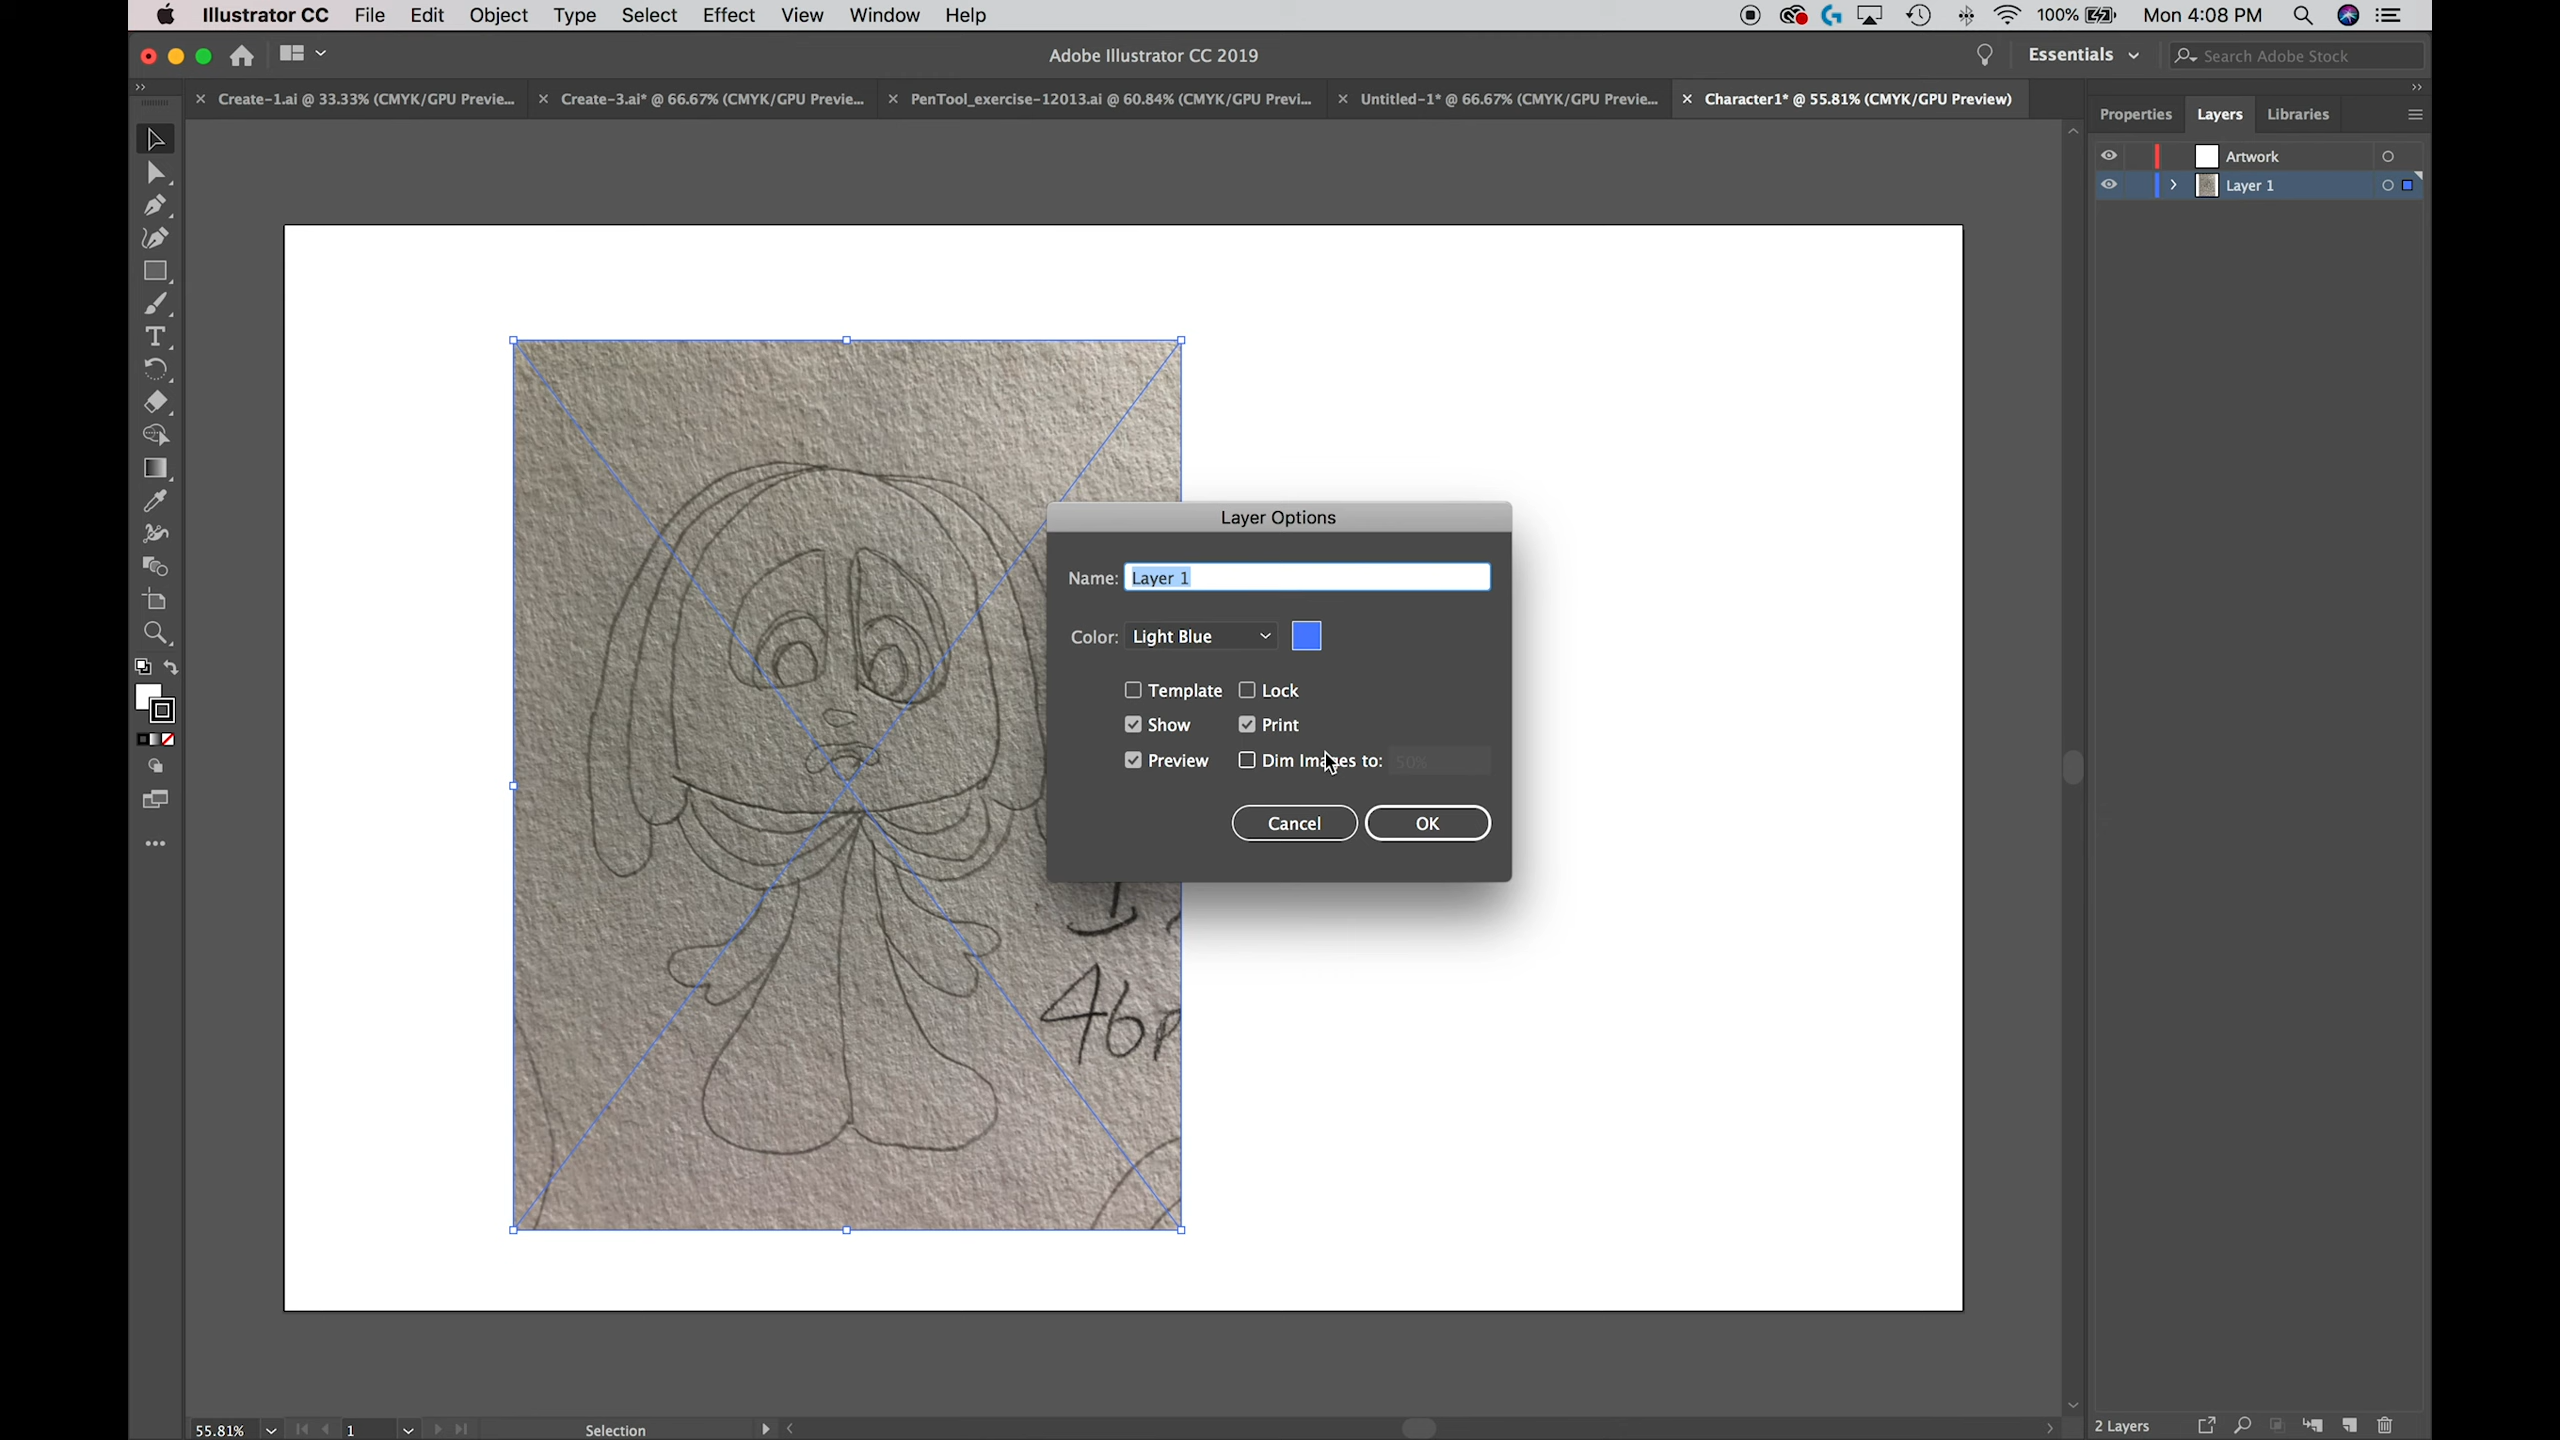 Illustrator CC File Edit Object Type Select Effect View Window Help 100% Mon 4:08 PM
Adobe Illustrator CC 2019 Essentials Search Adobe Stock
Create-1.ai @ 33.33% (CMYK/GPU Previe... Create-3.ai* @ 66.67% (CMYK/GPU Previe... PenTool_exercise-12013.ai @ 60.84% (CMYK/GPU Previ... Untitled-1* @ 66.67% (CMYK/GPU Previe... Character1* @ 55.81% (CMYK/GPU Preview)
Properties Layers Libraries
Artwork
Layer 1
Layer Options
Name: Layer 1
Color: Light Blue
Template Lock
Show Print
Preview Dim Images to: 50%
Cancel OK
46p
55.81% 1 Selection 2 Layers